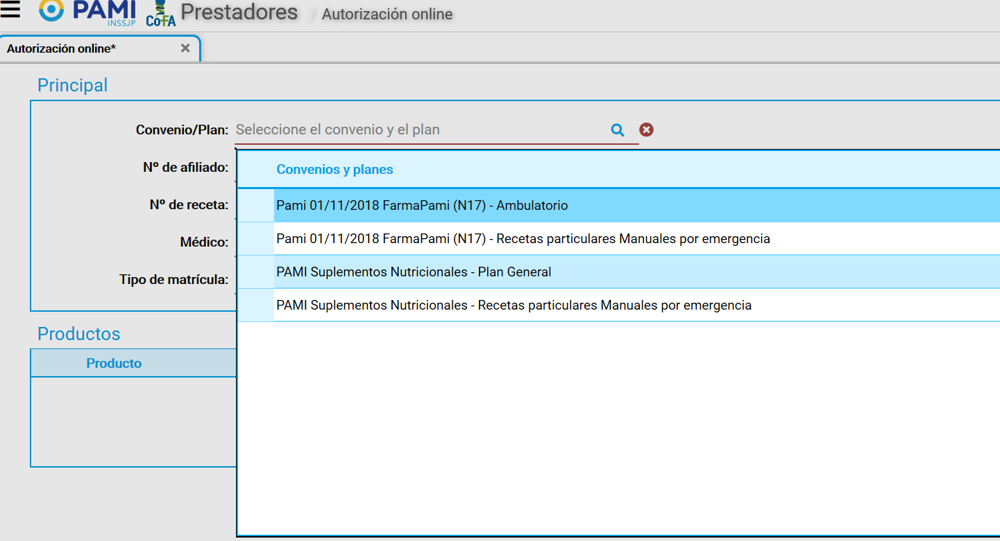 PAMI
INSSJP
COFA
Prestadores / Autorización online
Autorización online*
Principal
Convenio/Plan: Seleccione el convenio y el plan
Nº de afiliado:
Nº de receta:
Médico:
Tipo de matrícula:
Convenios y planes
Pami 01/11/2018 FarmaPami (N17) - Ambulatorio
Pami 01/11/2018 FarmaPami (N17) - Recetas particulares Manuales por emergencia
PAMI Suplementos Nutricionales - Plan General
PAMI Suplementos Nutricionales - Recetas particulares Manuales por emergencia
Productos
Producto